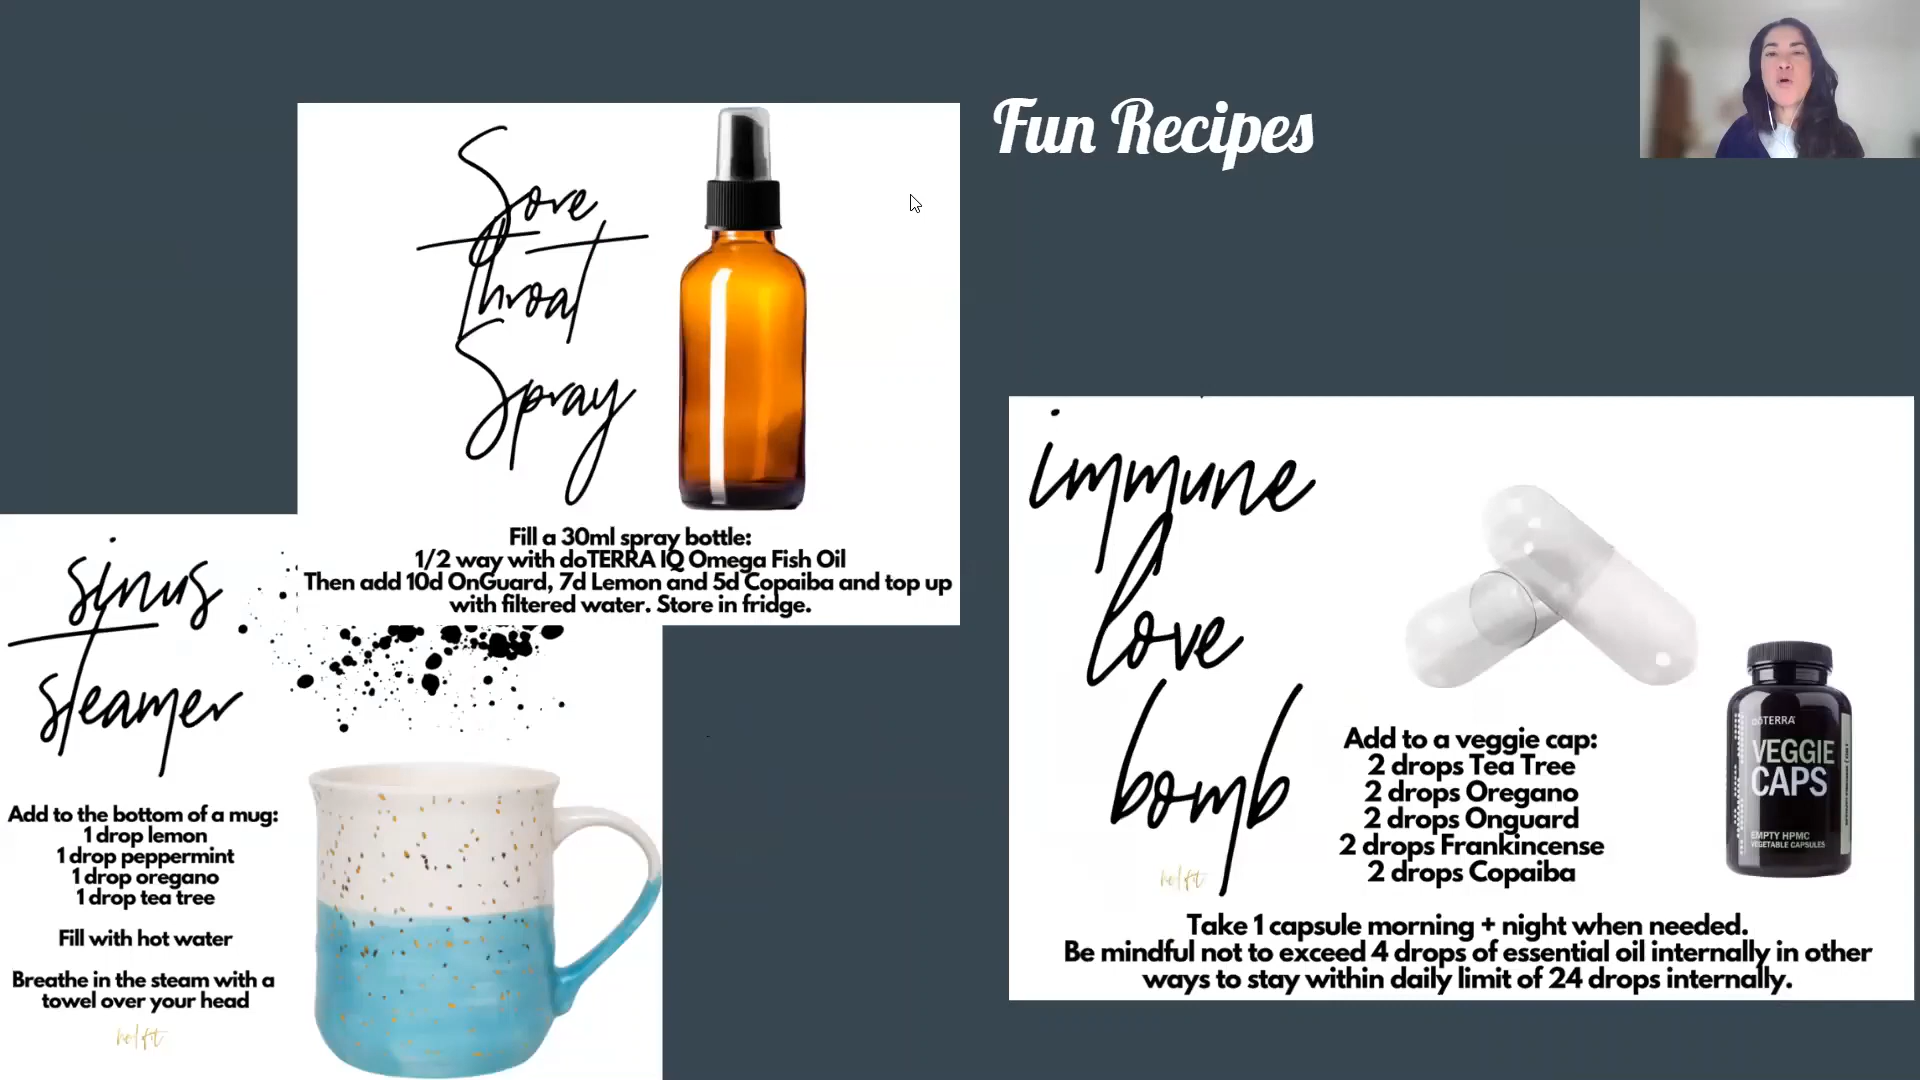 Fun Recipes
Sore
Throat
Spray
Fill a 30ml spray bottle:
1/2 way with doTERRA IQ Omega Fish Oil
Then add 10d OnGuard, 7d Lemon and 5d Copaiba and top up
with filtered water. Store in fridge.
sinus
steamer
Add to the bottom of a mug:
1 drop lemon
1 drop peppermint
1 drop oregano
1 drop tea tree
Fill with hot water
Breathe in the steam with a
towel over your head
immune
love
bomb
Add to a veggie cap:
2 drops Tea Tree
2 drops Oregano
2 drops Onguard
2 drops Frankincense
2 drops Copaiba
Take 1 capsule morning + night when needed.
Be mindful not to exceed 4 drops of essential oil internally in other
ways to stay within daily limit of 24 drops internally.
dōTERRA
VEGGIE
CAPS
EMPTY HPMC
VEGETABLE CAPSULES